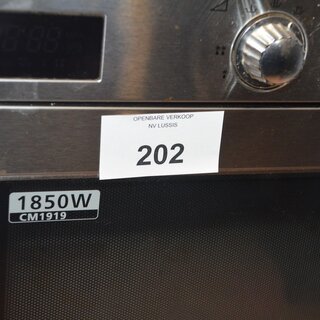 OPENBARE VERKOOP
NV LUSSIS
202
1850W
CM1919